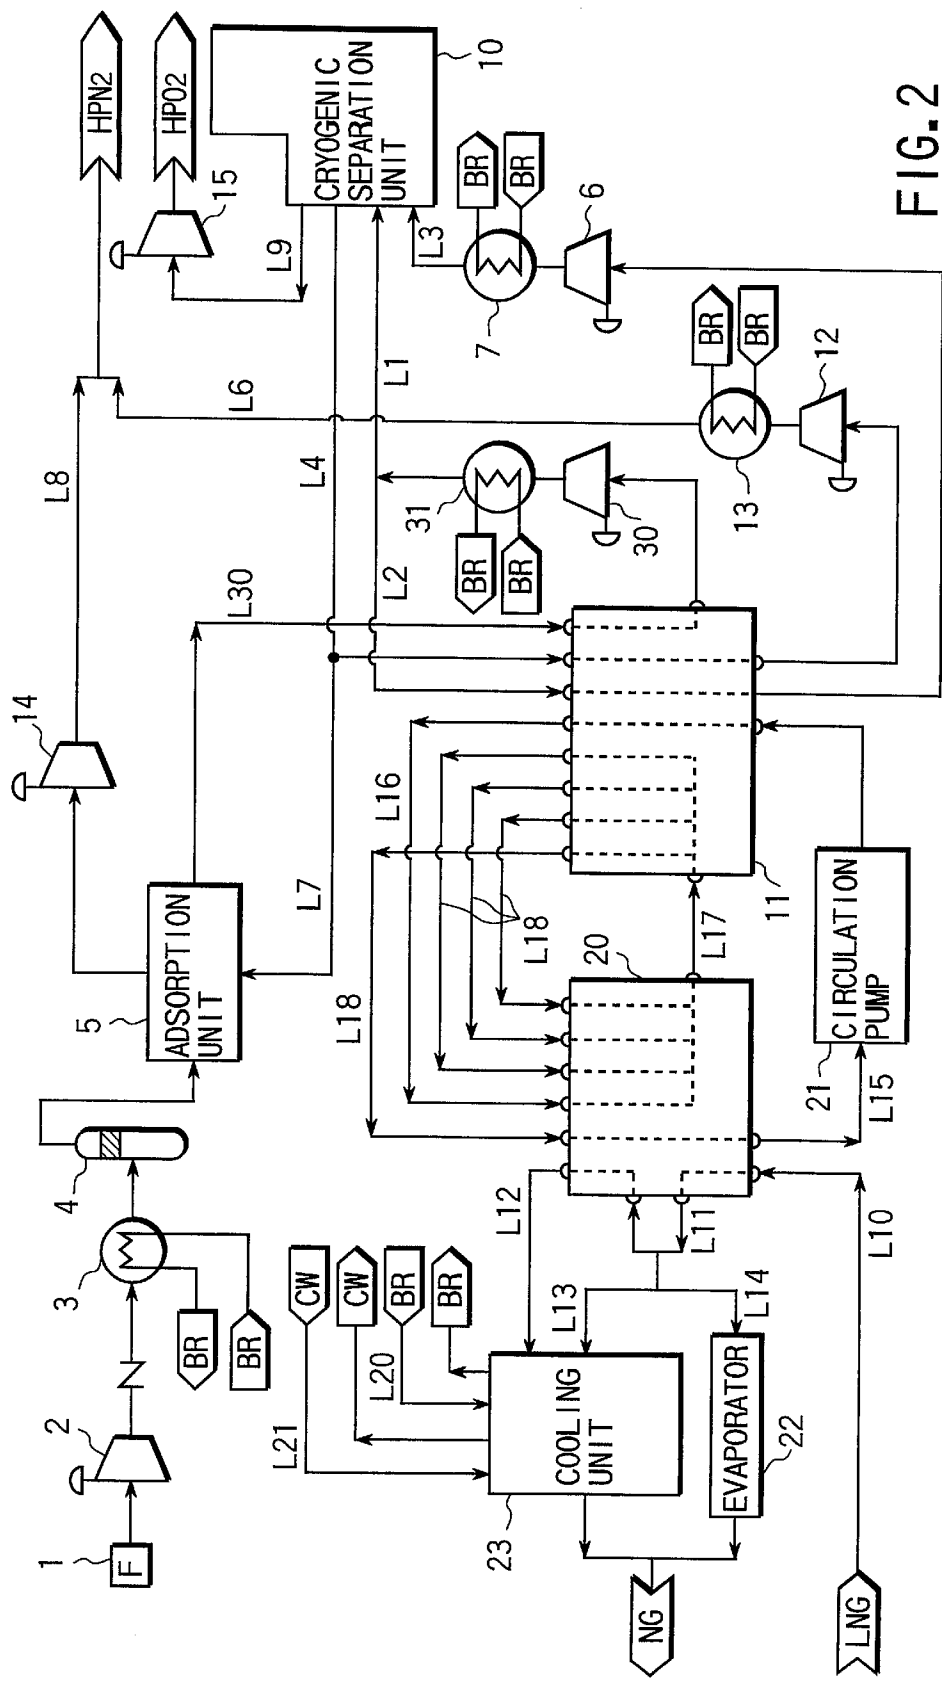 FIG.2
HPN2
HPO2
15
L9
CRYOGENIC
SEPARATION
UNIT
10
BR
BR
L3
6
7
L8
L6
L1
L4
BR
BR
12
13
31
30
BR
BR
L2
L30
14
L7
L16
L18
L18
11
L17
20
5
ADSORPTION
UNIT
CIRCULATION
PUMP
21
L15
4
3
BR
BR
2
1
F
L12
L11
L10
L13
L14
CW
CW
BR
BR
L20
L21
COOLING
UNIT
23
EVAPORATOR
22
NG
LNG